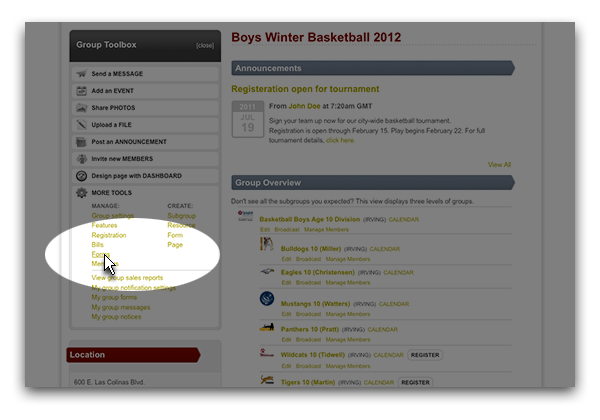 Group Toolbox [close]
Send a MESSAGE
Add an EVENT
Share PHOTOS
Upload a FILE
Post an ANNOUNCEMENT
Invite new MEMBERS
Design page with DASHBOARD
MORE TOOLS
MANAGE: CREATE:
Group settings Subgroup
Features Resource
Registration Form
Bills Page
View group sales reports
My group notification settings
My group forms
My group messages
My group notices
Location
600 E. Las Colinas Blvd.
Boys Winter Basketball 2012
Announcements
Registeration open for tournament
2011
JUL
19
From John Doe at 7:20am GMT
Sign your team up now for our city-wide basketball tournament.
Registration is open through February 15. Play begins February 22. For full
tournament details, click here.
View All
Group Overview
Don't see all the subgroups you expected? This view displays three levels of groups.
Basketball Boys Age 10 Division (IRVING) CALENDAR
Edit Broadcast Manage Members
Bulldogs 10 (Miller) (IRVING) CALENDAR
Edit Broadcast Manage Members
Eagles 10 (Christensen) (IRVING) CALENDAR
Edit Broadcast Manage Members
Mustangs 10 (Watters) (IRVING) CALENDAR
Edit Broadcast Manage Members
Panthers 10 (Pratt) (IRVING) CALENDAR
Edit Broadcast Manage Members
Wildcats 10 (Tidwell) (IRVING) CALENDAR REGISTER
Edit Broadcast Manage Members
Tigers 10 (Martin) (IRVING) CALENDAR REGISTER